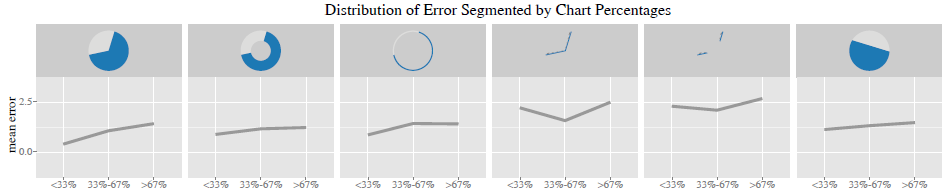 Distribution of Error Segmented by Chart Percentages
mean error
2.5
0.0
<33% 33%-67% >67% <33% 33%-67% >67% <33% 33%-67% >67% <33% 33%-67% >67% <33% 33%-67% >67% <33% 33%-67% >67%